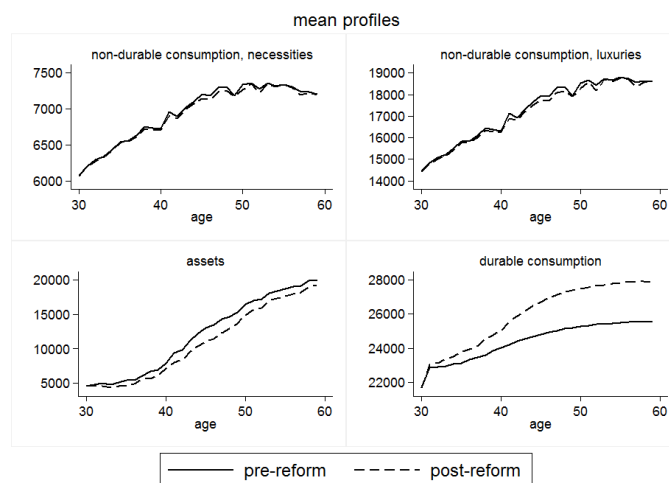 mean profiles
non-durable consumption, necessities
7500
7000
6500
6000
30 40 50 60
age
non-durable consumption, luxuries
19000
18000
17000
16000
15000
14000
30 40 50 60
age
assets
20000
15000
10000
5000
30 40 50 60
age
durable consumption
28000
26000
24000
22000
30 40 50 60
age
pre-reform post-reform